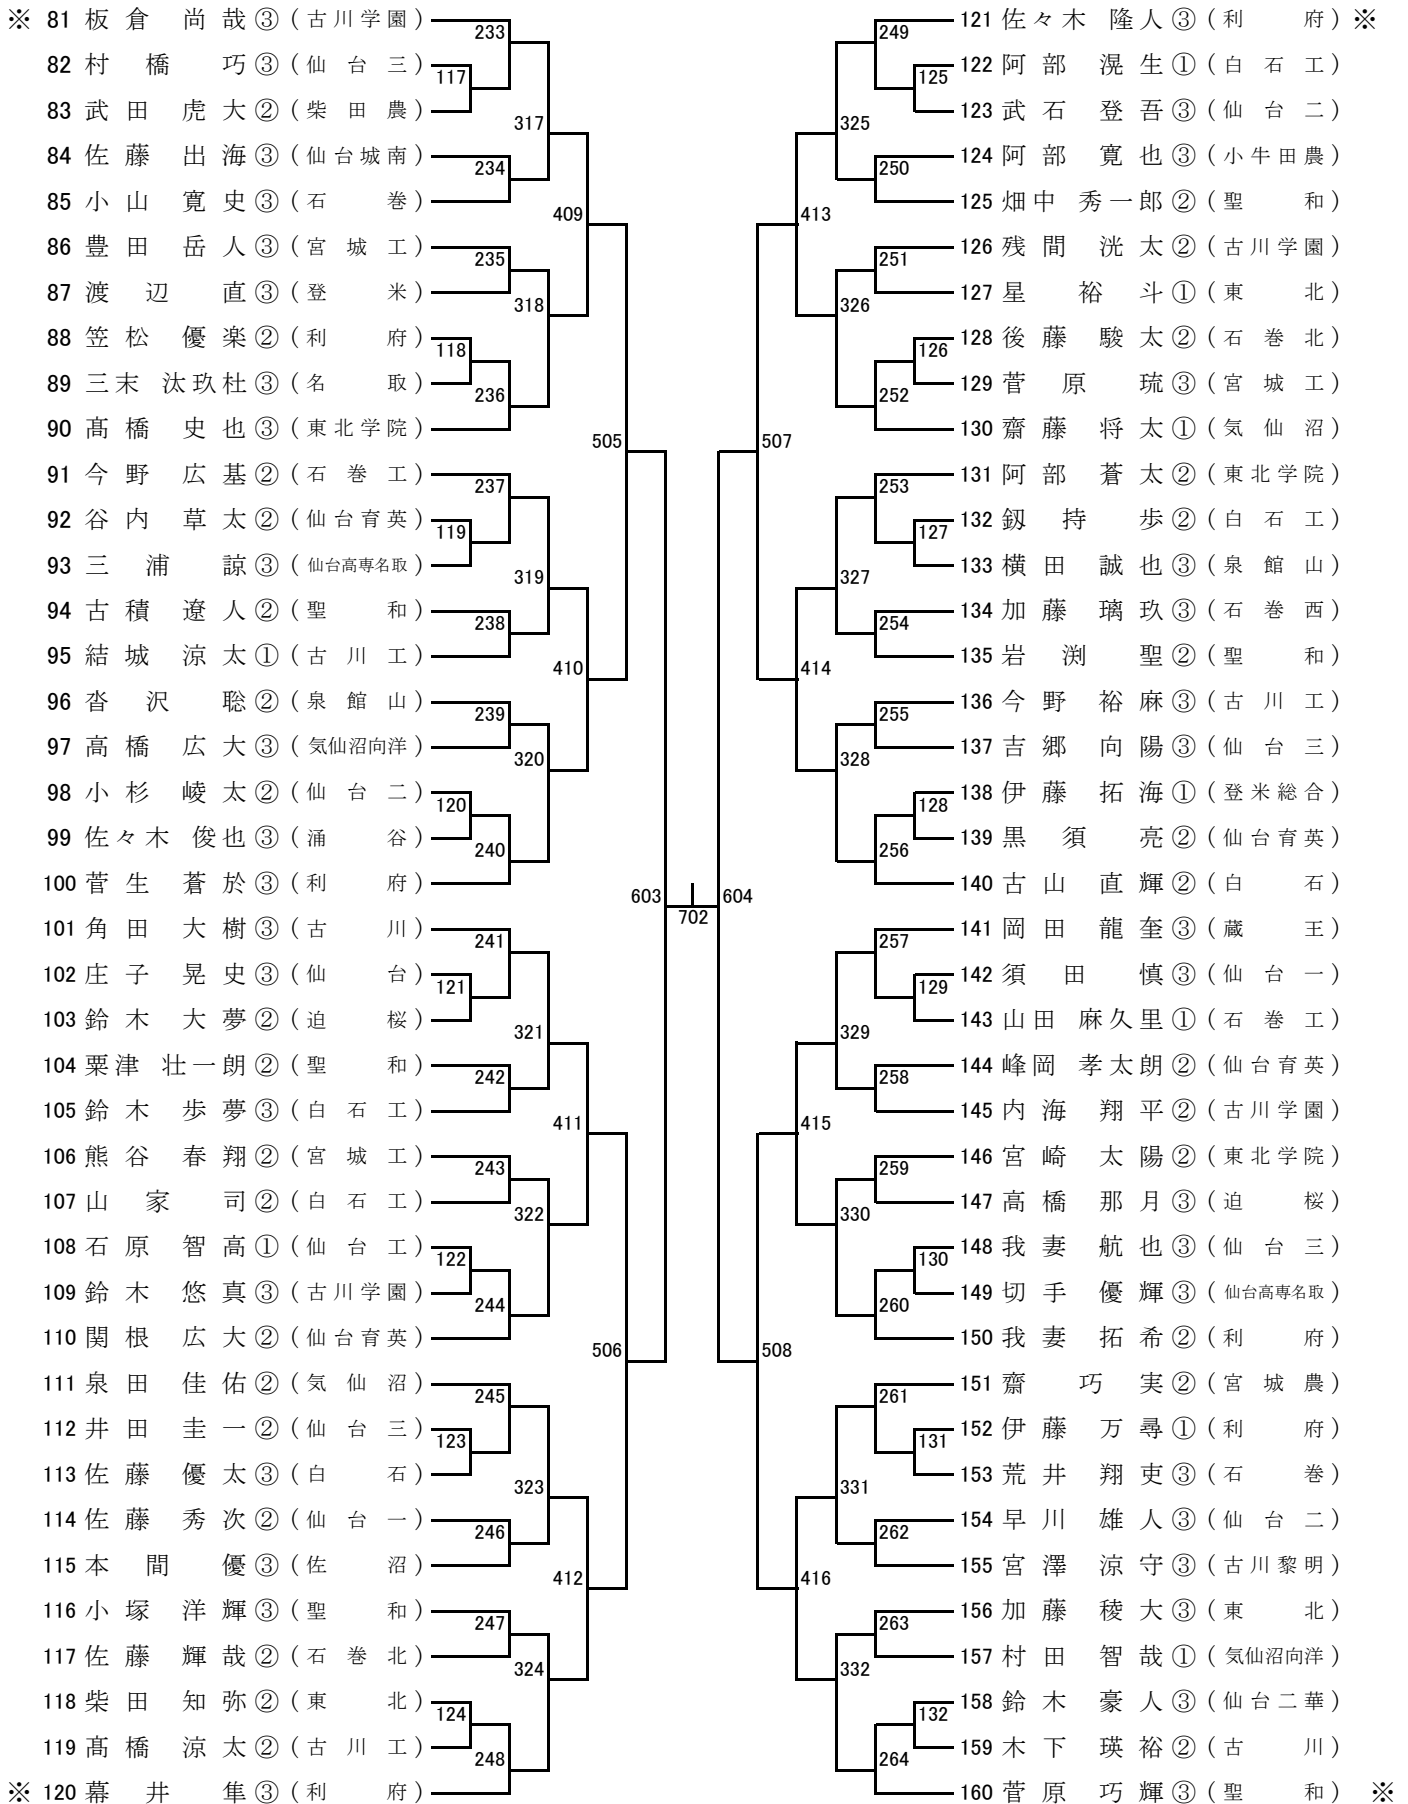 ※ 81 板倉 尚哉③(古川学園)
82 村橋 巧③(仙台三)
83 武田 虎大②(柴田農)
84 佐藤 出海③(仙台城南)
85 小山 寛史③(石巻)
86 豊田 岳人③(宮城工)
87 渡辺 直③(登米)
88 笠松 優楽②(利府)
89 三末 汰玖杜③(名取)
90 髙橋 史也③(東北学院)
91 今野 広基②(石巻工)
92 谷内 草太②(仙台育英)
93 三浦 諒③(仙台高専名取)
94 古積 遼人②(聖和)
95 結城 涼太①(古川工)
96 沓沢 聡②(泉館山)
97 高橋 広大③(気仙沼向洋)
98 小杉 崚太②(仙台二)
99 佐々木 俊也③(涌谷)
100 菅生 蒼於③(利府)
101 角田 大樹③(古川)
102 庄子 晃史③(仙台)
103 鈴木 大夢②(迫桜)
104 粟津 壮一朗②(聖和)
105 鈴木 歩夢③(白石工)
106 熊谷 春翔②(宮城工)
107 山家 司②(白石工)
108 石原 智高①(仙台工)
109 鈴木 悠真③(古川学園)
110 関根 広大②(仙台育英)
111 泉田 佳佑②(気仙沼)
112 井田 圭一②(仙台三)
113 佐藤 優太③(白石)
114 佐藤 秀次②(仙台一)
115 本間 優③(佐沼)
116 小塚 洋輝③(聖和)
117 佐藤 輝哉②(石巻北)
118 柴田 知弥②(東北)
119 髙橋 涼太②(古川工)
※ 120 幕井 隼③(利府)
233
117
317
234
409
235
318
118
236
505
237
119
319
238
410
239
320
120
240
603
241
121
321
242
411
243
322
122
244
506
245
123
323
246
412
247
324
124
248
702
249
125
325
250
413
251
326
126
252
507
253
127
327
254
414
255
328
128
256
604
257
129
329
258
415
259
330
130
260
508
261
131
331
262
416
263
332
132
264
121 佐々木 隆人③(利府)※
122 阿部 滉生①(白石工)
123 武石 登吾③(仙台二)
124 阿部 寛也③(小牛田農)
125 畑中 秀一郎②(聖和)
126 残間 洸太②(古川学園)
127 星 裕斗①(東北)
128 後藤 駿太②(石巻北)
129 菅原 琉③(宮城工)
130 齋藤 将太①(気仙沼)
131 阿部 蒼太②(東北学院)
132 釼持 歩②(白石工)
133 横田 誠也③(泉館山)
134 加藤 璃玖③(石巻西)
135 岩渕 聖②(聖和)
136 今野 裕麻③(古川工)
137 吉郷 向陽③(仙台三)
138 伊藤 拓海①(登米総合)
139 黒須 亮②(仙台育英)
140 古山 直輝②(白石)
141 岡田 龍奎③(蔵王)
142 須田 慎③(仙台一)
143 山田 麻久里①(石巻工)
144 峰岡 孝太朗②(仙台育英)
145 内海 翔平②(古川学園)
146 宮崎 太陽②(東北学院)
147 高橋 那月③(迫桜)
148 我妻 航也③(仙台三)
149 切手 優輝③(仙台高専名取)
150 我妻 拓希②(利府)
151 齋 巧実②(宮城農)
152 伊藤 万尋①(利府)
153 荒井 翔吏③(石巻)
154 早川 雄人③(仙台二)
155 宮澤 涼守③(古川黎明)
156 加藤 稜大③(東北)
157 村田 智哉①(気仙沼向洋)
158 鈴木 豪人③(仙台二華)
159 木下 瑛裕②(古川)
160 菅原 巧輝③(聖和)※